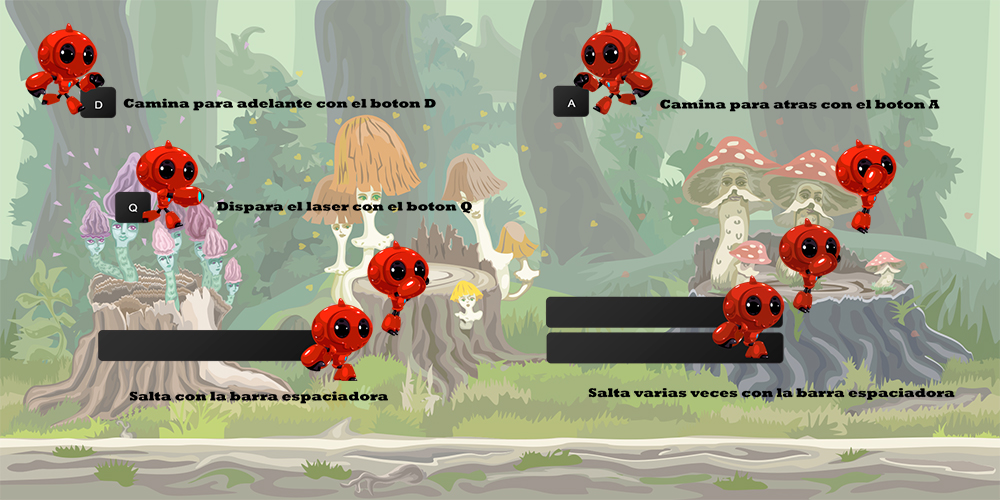 D
Camina para adelante con el boton D
A
Camina para atras con el boton A
Q
Dispara el laser con el boton Q
Salta con la barra espaciadora
Salta varias veces con la barra espaciadora